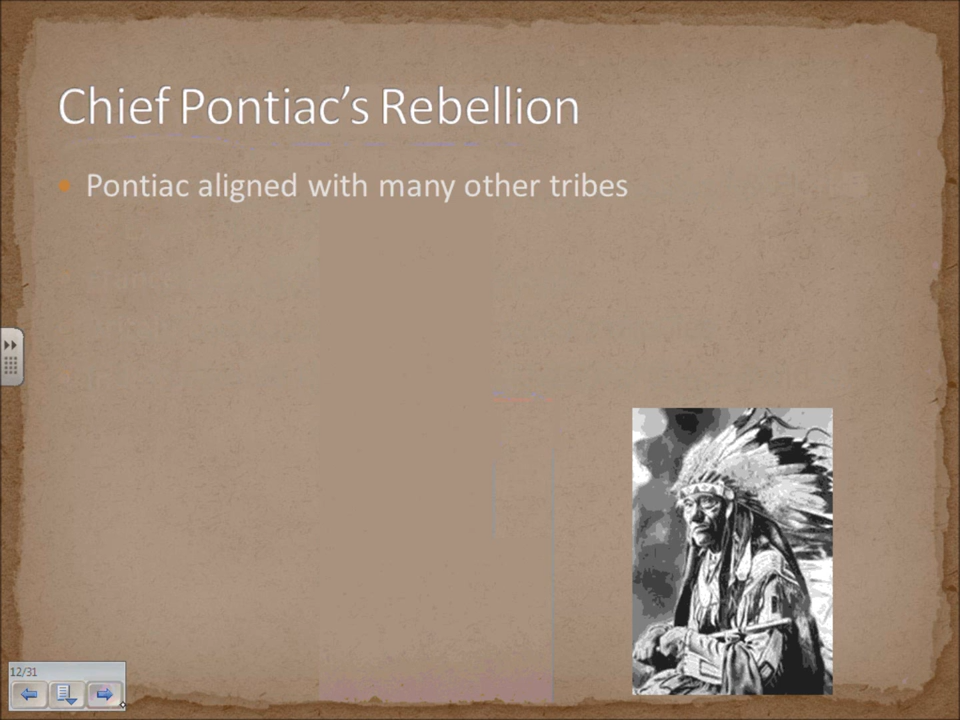 Chief Pontiac's Rebellion
Pontiac aligned with many other tribes
12/31